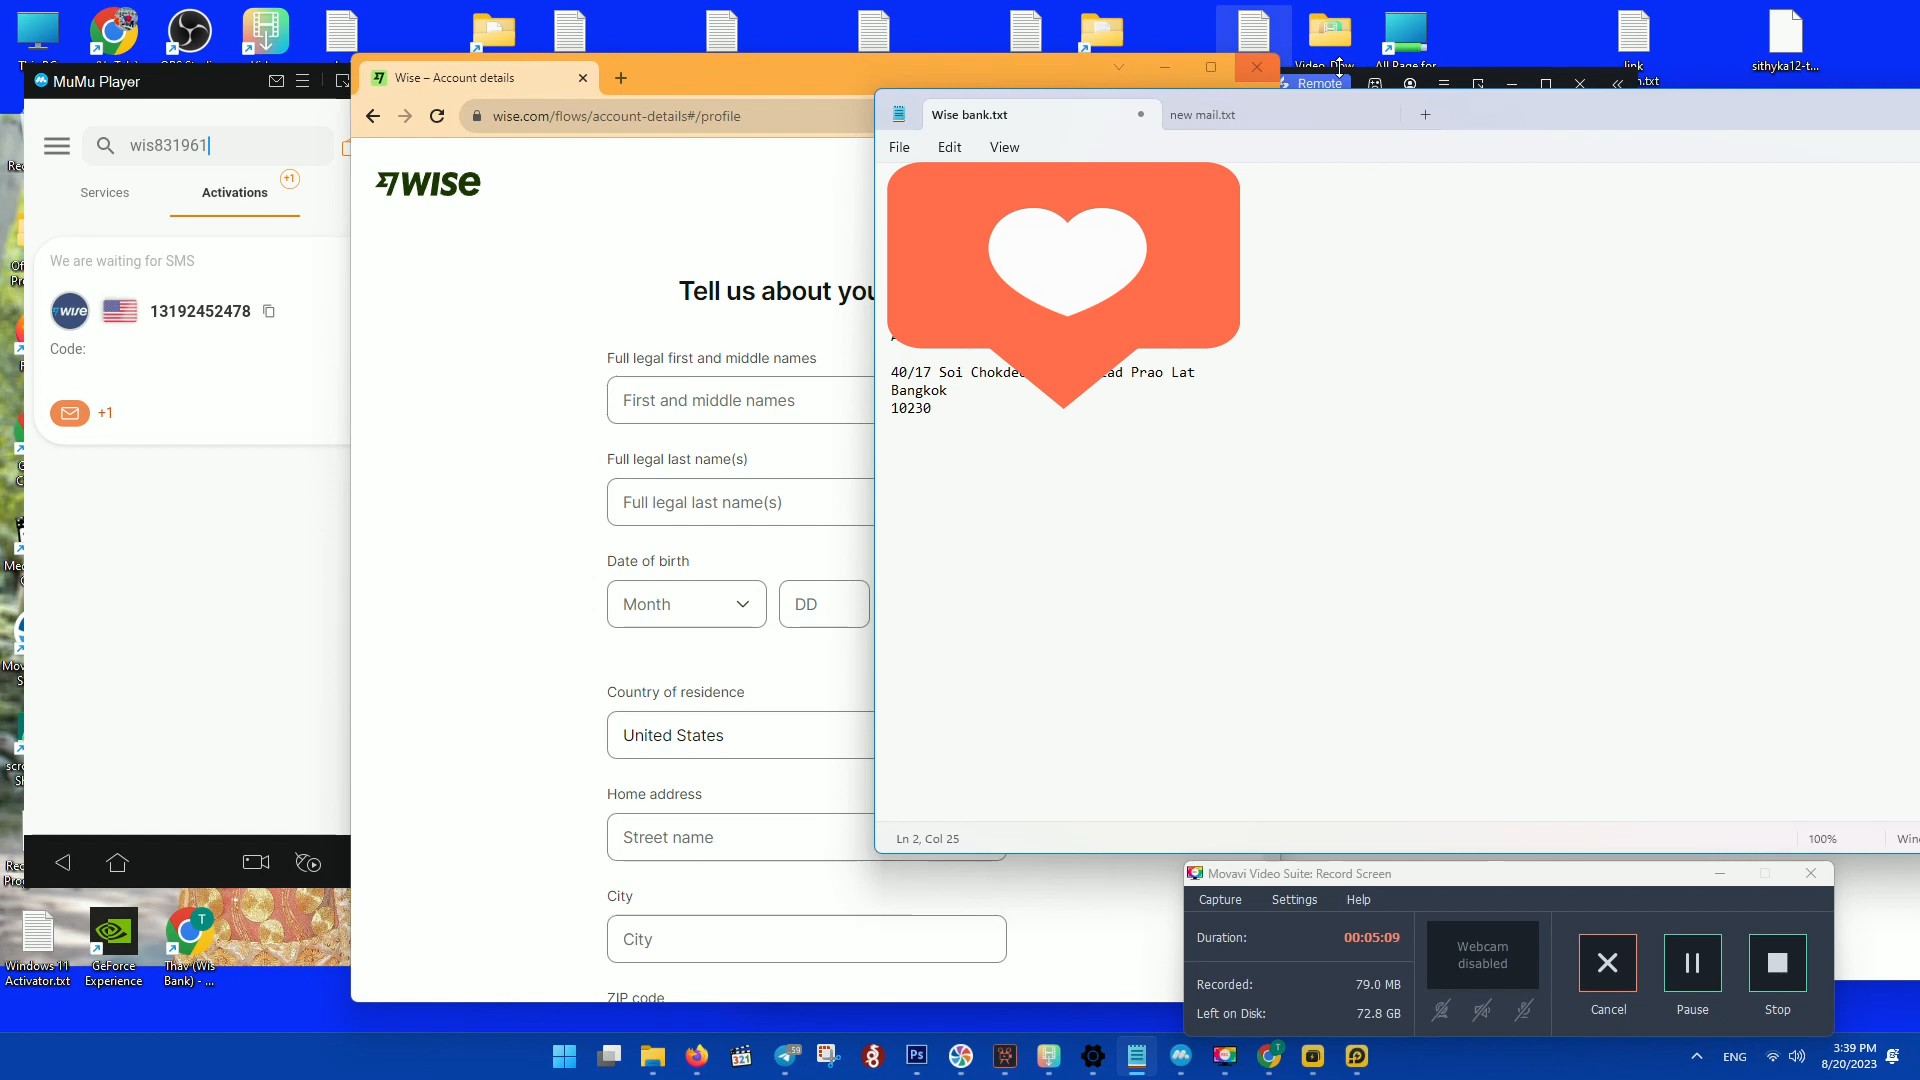 MuMu Player
wis831961
Services
Activations
+1
We are waiting for SMS
WISE
13192452478
Code:
+1
Wise – Account details
wise.com/flows/account-details#/profile
WISE
Tell us about you
Full legal first and middle names
First and middle names
Full legal last name(s)
Full legal last name(s)
Date of birth
Month
DD
Country of residence
United States
Home address
Street name
City
City
ZIP code
Remote
Wise bank.txt
new mail.txt
File
Edit
View
40/17 Soi Prao Lat
Bangkok
10230
Ln 2, Col 25
100%
Movavi Video Suite: Record Screen
Capture
Settings
Help
Duration:
00:05:09
Webcam
disabled
Recorded:
79.0 MB
Left on Disk:
72.8 GB
Cancel
Pause
Stop
link
sithyka12-t...
Windows 11
Activator.txt
GeForce
Experience
Thav (Wis
Bank) - ...
Ps
59
321
T
ENG
3:39 PM
8/20/2023